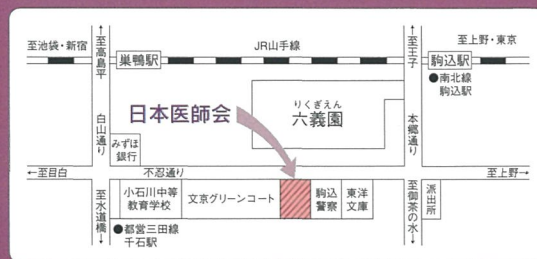 至池袋・新宿
←至高島平
JR山手線
←至王子
至上野・東京
巣鴨駅
駒込駅
●南北線
駒込駅
白山通り
日本医師会
りくぎえん
六義園
本郷通り
みずほ
銀行
←至目白
不忍通り
至上野→
至水道橋→
小石川中等
教育学校
文京グリーンコート
駒込
警察
東洋
文庫
至御茶の水→
派出所
●都営三田線
千石駅